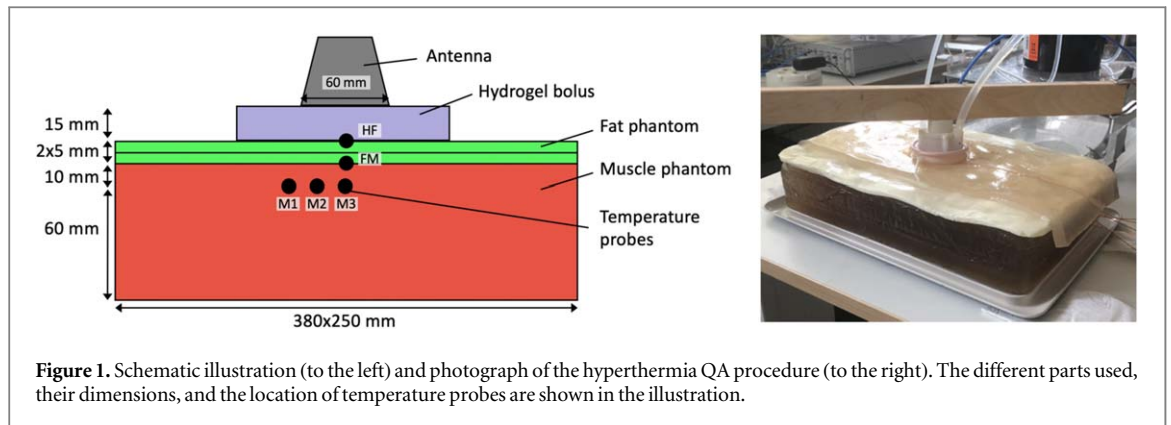 Antenna
60 mm
Hydrogel bolus
15 mm
HF
Fat phantom
2x5 mm
FM
10 mm
Muscle phantom
M1 M2 M3
60 mm
Temperature
probes
380x250 mm
Figure 1. Schematic illustration (to the left) and photograph of the hyperthermia QA procedure (to the right). The different parts used,
their dimensions, and the location of temperature probes are shown in the illustration.